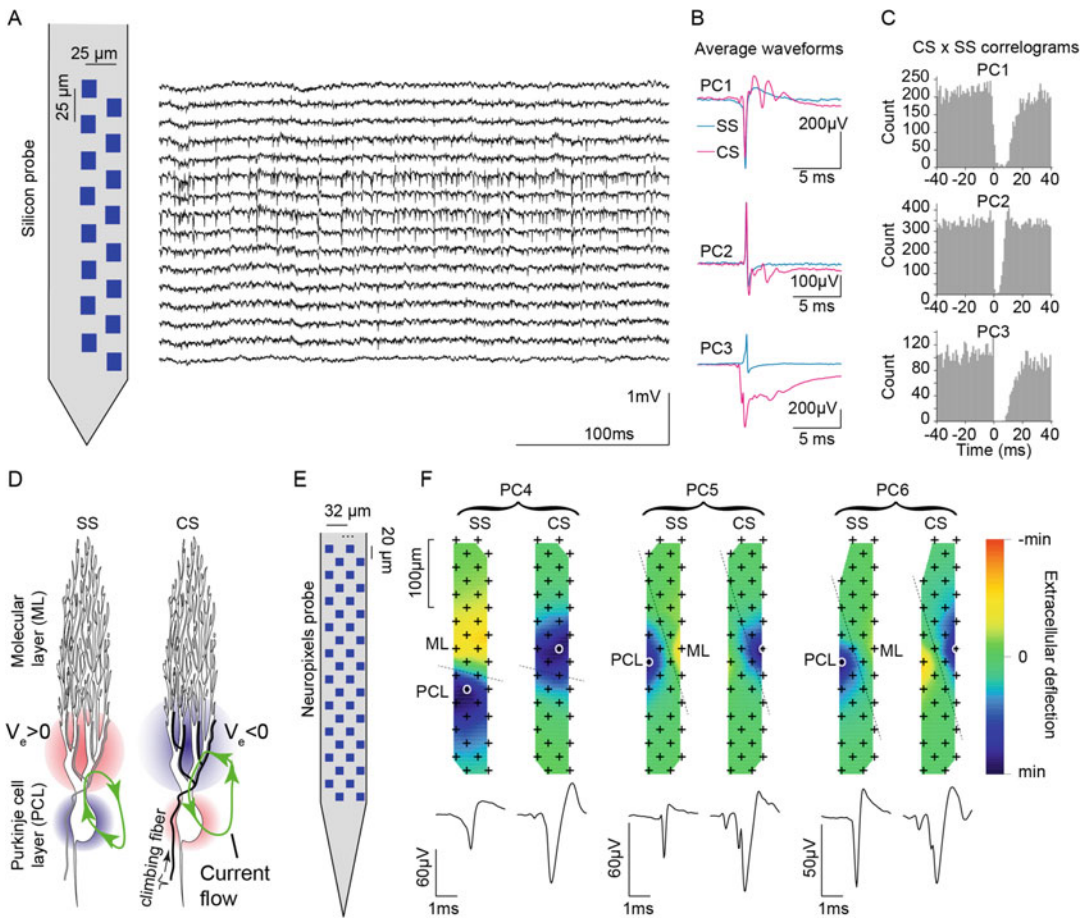 A
25 µm
25 µm
Silicon probe
1mV
100ms
B
Average waveforms
PC1
SS
CS
200µV
5 ms
PC2
100µV
5 ms
PC3
200µV
5 ms
C
CS x SS correlograms
PC1
Count
250
200
150
100
50
0
-40 -20 0 20 40
PC2
Count
400
300
200
100
0
-40 -20 0 20 40
PC3
Count
120
80
40
0
-40 -20 0 20 40
Time (ms)
D
SS
CS
Molecular
layer (ML)
Ve>0
Ve<0
Purkinje cell
layer (PCL)
climbing fiber
Current
flow
E
32 µm
...
20 µm
Neuropixels probe
F
PC4
PC5
PC6
SS
CS
SS
CS
SS
CS
100µm
ML
PCL
PCL
ML
PCL
ML
-min
0
min
Extracellular deflection
60µV
1ms
60µV
1ms
50µV
1ms